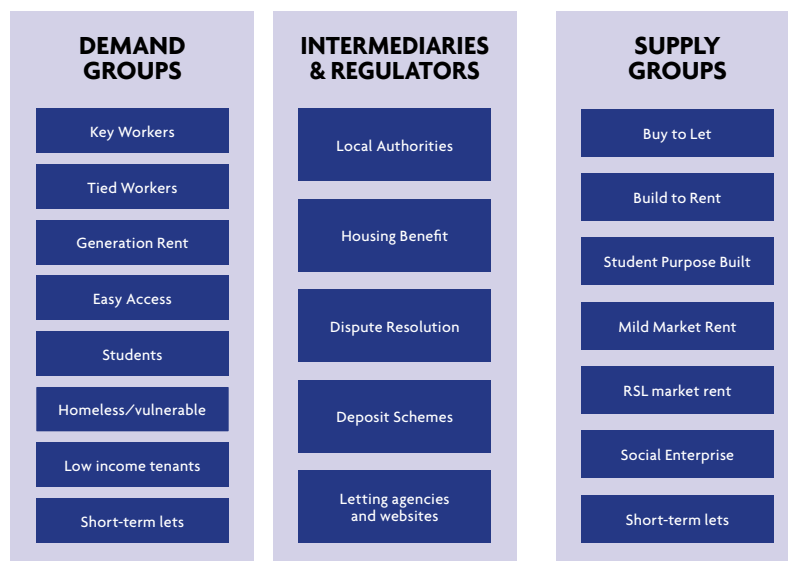 DEMAND
GROUPS
Key Workers
Tied Workers
Generation Rent
Easy Access
Students
Homeless/vulnerable
Low income tenants
Short-term lets
INTERMEDIARIES
& REGULATORS
Local Authorities
Housing Benefit
Dispute Resolution
Deposit Schemes
Letting agencies
and websites
SUPPLY
GROUPS
Buy to Let
Build to Rent
Student Purpose Built
Mild Market Rent
RSL market rent
Social Enterprise
Short-term lets